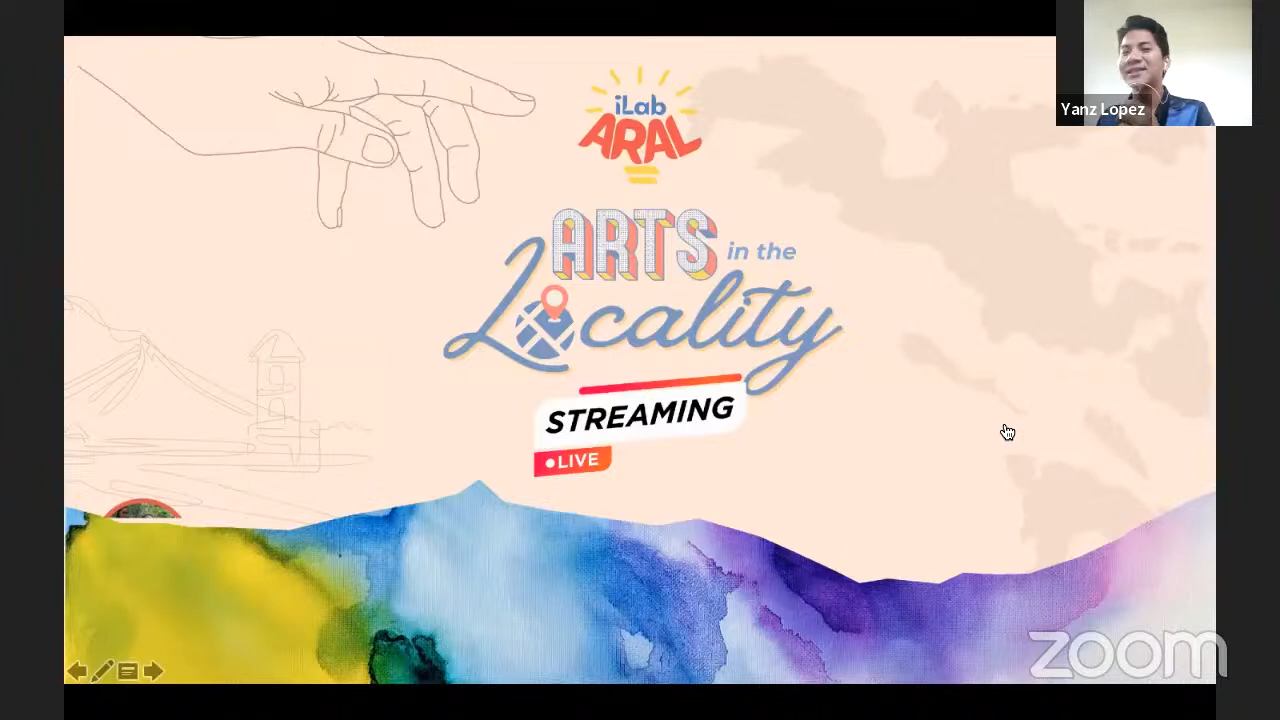 Yanz Lopez
iLab
ARAL
ARTS in the
Locality
STREAMING
LIVE
zoom